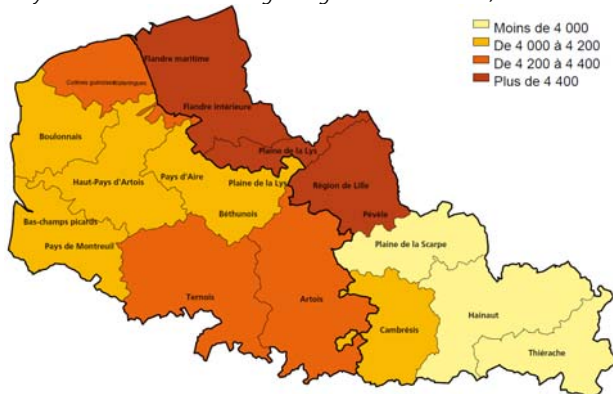 Moins de 4 000
De 4 000 à 4 200
De 4 200 à 4 400
Plus de 4 400
Flandre maritime
Flandre intérieure
Boulonnais
Plaine de la Lys
Pays d'Aire
Haut-Pays d'Artois
Plaine de la Lys
Région de Lille
Béthunois
Pévèle
Bas-champs picards
Pays de Montreuil
Plaine de la Scarpe
Ternois
Artois
Hainaut
Cambrésis
Thiérache